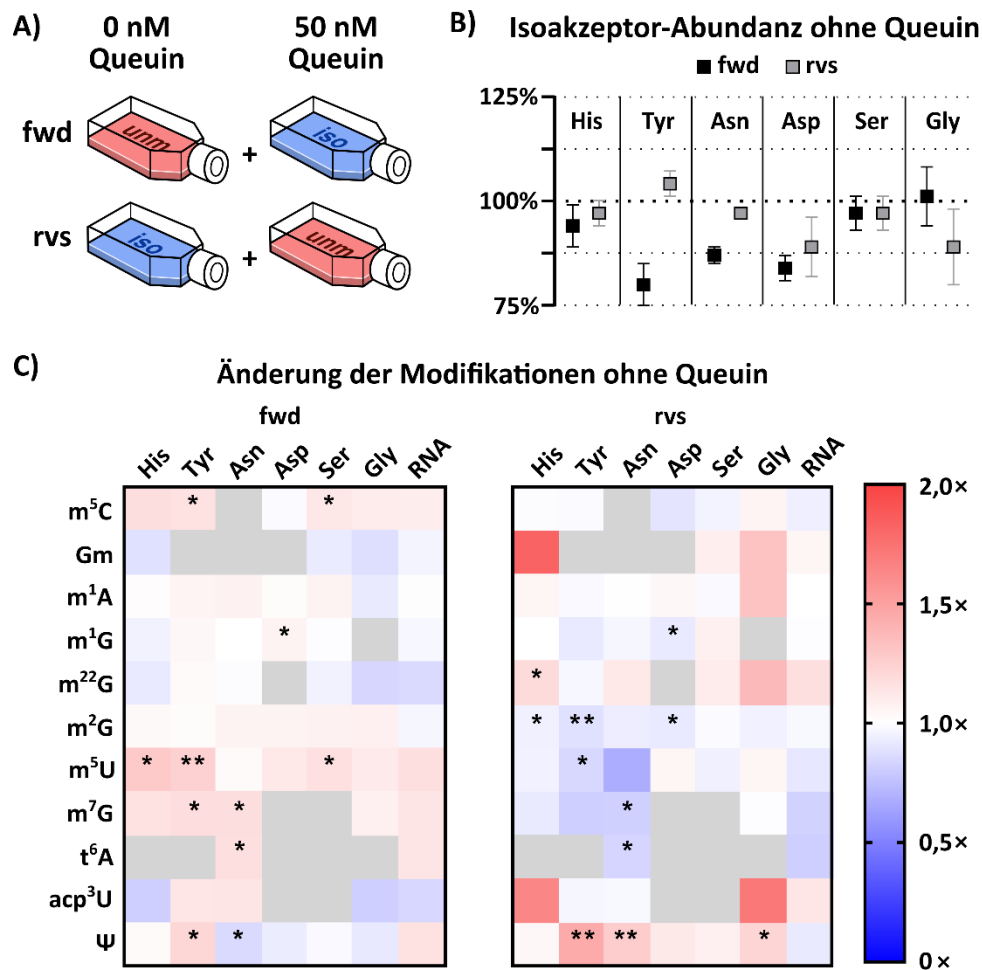 A)
0 nM
Queuin
50 nM
Queuin
fwd
unm
+
iso
rvs
iso
+
unm
B)
Isoakzeptor-Abundanz ohne Queuin
fwd rvs
125%
His Tyr Asn Asp Ser Gly
100%
75%
C)
Änderung der Modifikationen ohne Queuin
fwd
His Tyr Asn Asp Ser Gly RNA
rvs
His Tyr Asn Asp Ser Gly RNA
m⁵C * *
Gm
m¹A
m¹G * *
m²²G *
m²G * ** *
m⁵U * ** * *
m⁷G * * *
t⁶A * *
acp³U
Ψ * * ** ** *
2,0×
1,5×
1,0×
0,5×
0 ×